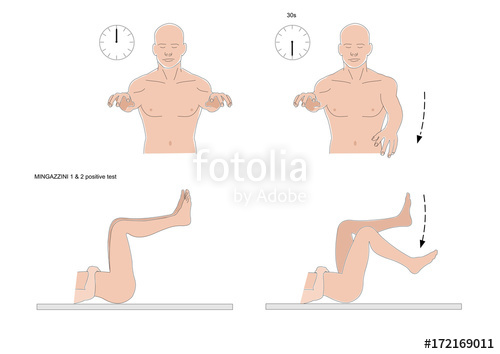 30s
fotolia
by Adobe
MINGAZZINI 1 & 2 positive test
#172169011